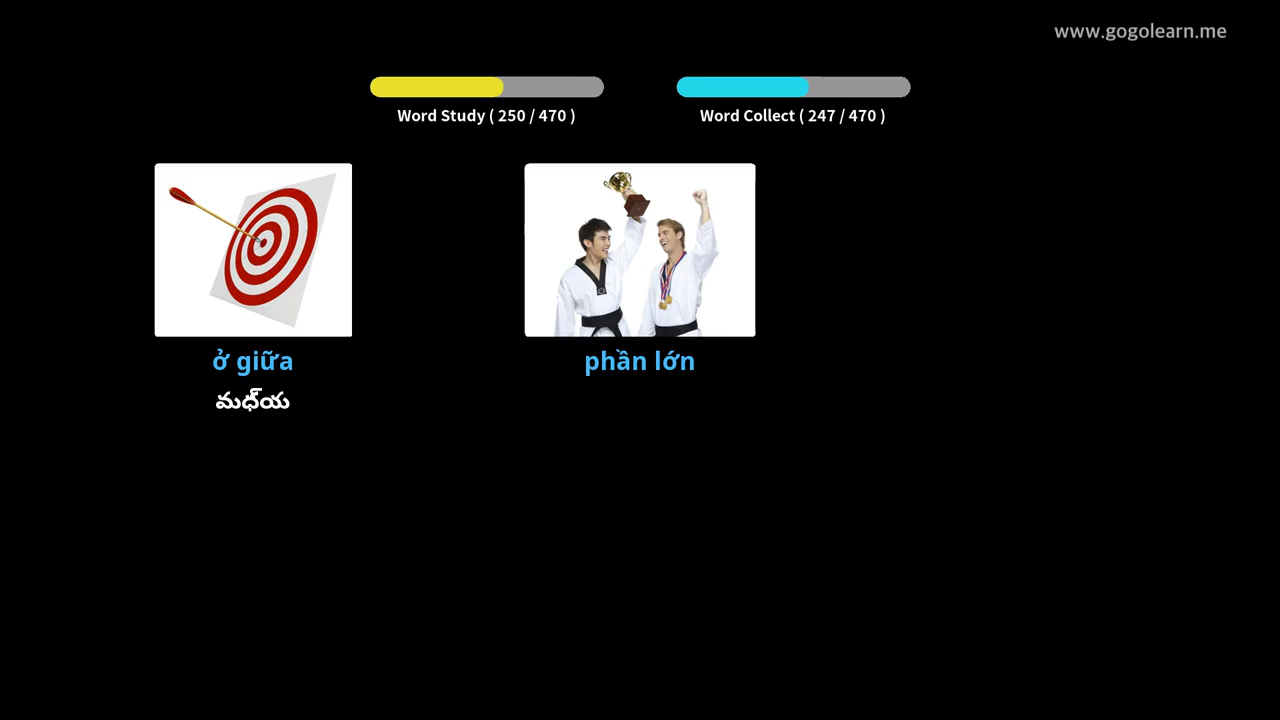 www.gogolearn.me
Word Study ( 250 / 470 )
Word Collect ( 247 / 470 )
ở giữa
phần lớn
మధ్య